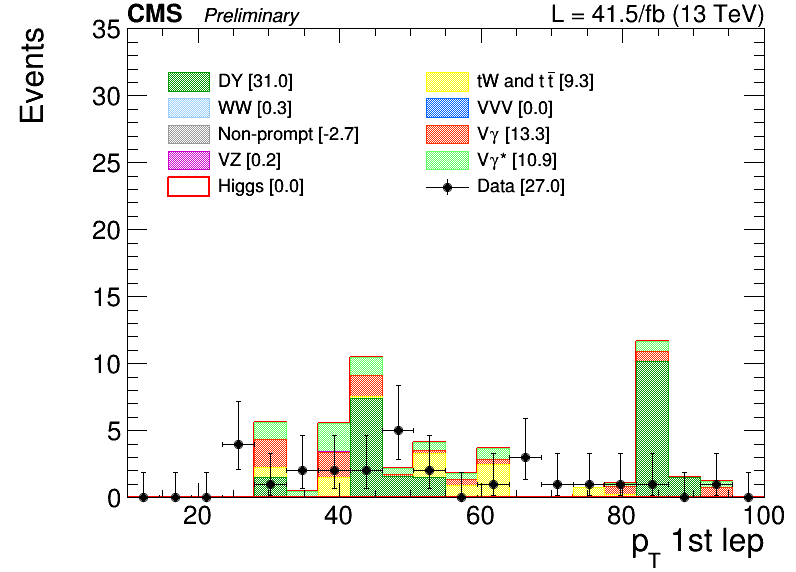 CMS Preliminary L = 41.5/fb (13 TeV)
Events
35
30
25
20
15
10
5
0
DY [31.0]
WW [0.3]
Non-prompt [-2.7]
VZ [0.2]
Higgs [0.0]
tW and tt̅ [9.3]
VVV [0.0]
Vγ [13.3]
Vγ* [10.9]
Data [27.0]
20 40 60 80 100
p_T 1st lep